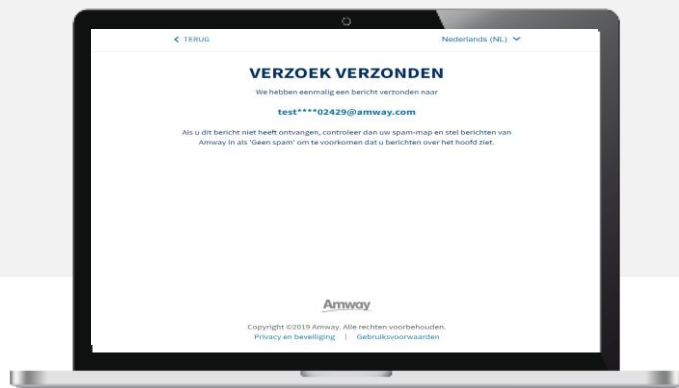 TERUG
Nederlands (NL)
VERZOEK VERZONDEN
We hebben eenmalig een bericht verzonden naar
test****02429@amway.com
Als u dit bericht niet heeft ontvangen, controleer dan uw spam-map en stel berichten van
Amway in als 'Geen spam' om te voorkomen dat u berichten over het hoofd ziet.
Amway
Copyright ©2019 Amway. Alle rechten voorbehouden.
Privacy en beveiliging | Gebruiksvoorwaarden